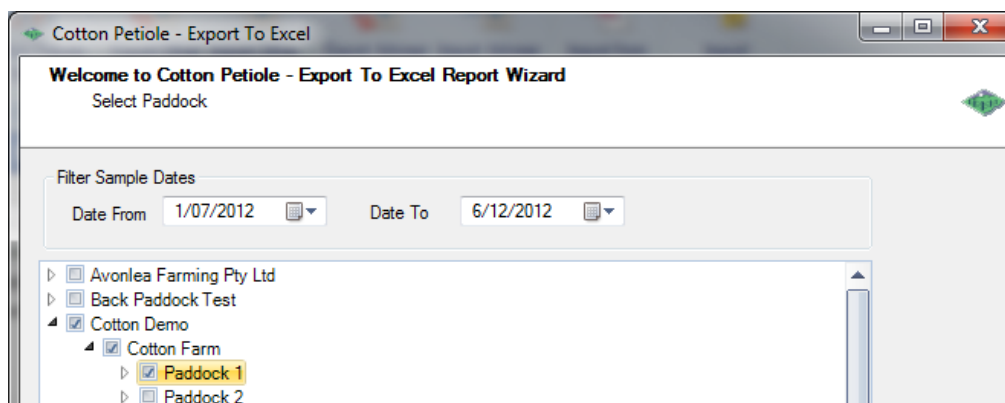 Cotton Petiole - Export To Excel
Welcome to Cotton Petiole - Export To Excel Report Wizard
Select Paddock
Filter Sample Dates
Date From 1/07/2012 Date To 6/12/2012
Avonlea Farming Pty Ltd
Back Paddock Test
Cotton Demo
Cotton Farm
Paddock 1
Paddock 2